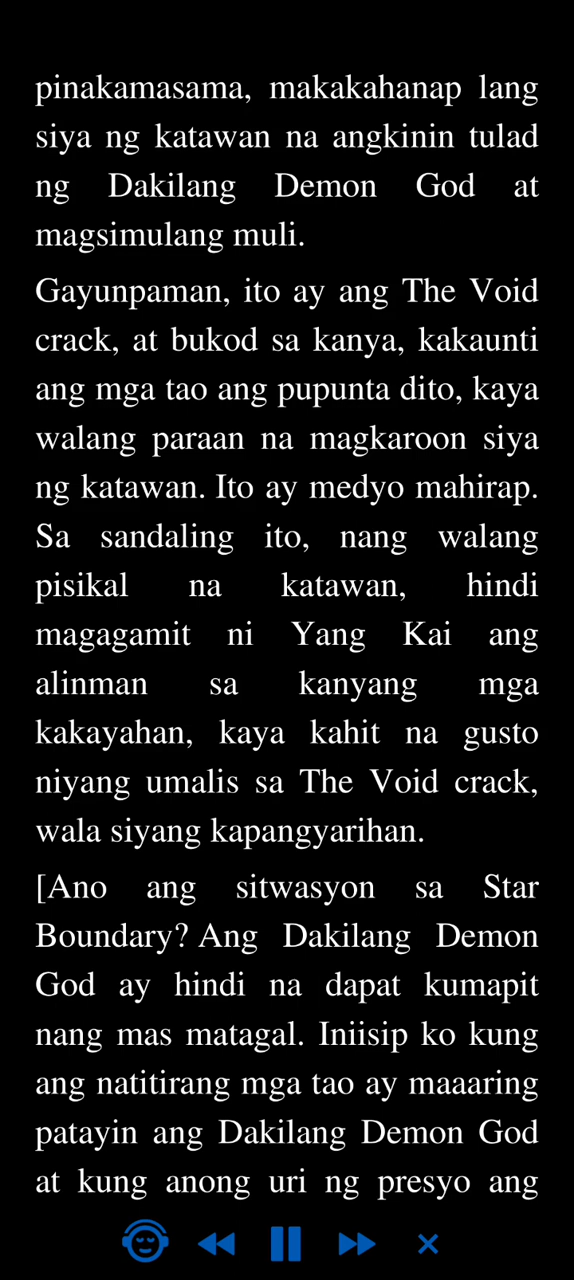 pinakamasama, makakahanap lang
siya ng katawan na angkinin tulad
ng Dakilang Demon God at
magsimulang muli.
Gayunpaman, ito ay ang The Void
crack, at bukod sa kanya, kakaunti
ang mga tao ang pupunta dito, kaya
walang paraan na magkaroon siya
ng katawan. Ito ay medyo mahirap.
Sa sandaling ito, nang walang
pisikal na katawan, hindi
magagamit ni Yang Kai ang
alinman sa kanyang mga
kakayahan, kaya kahit na gusto
niyang umalis sa The Void crack,
wala siyang kapangyarihan.
[Ano ang sitwasyon sa Star
Boundary? Ang Dakilang Demon
God ay hindi na dapat kumapit
nang mas matagal. Iniisip ko kung
ang natitirang mga tao ay maaaring
patayin ang Dakilang Demon God
at kung anong uri ng presyo ang